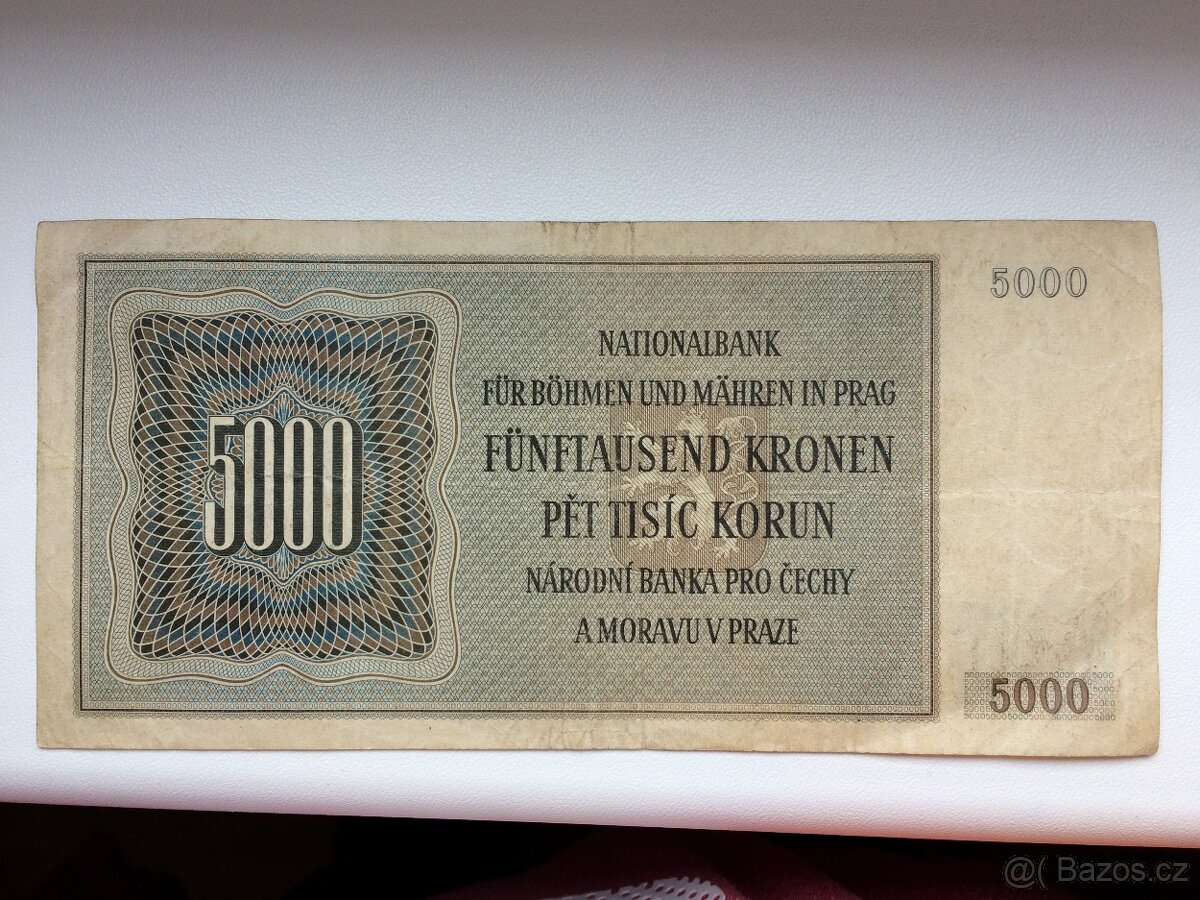 5000
NATIONALBANK
FÜR BÖHMEN UND MÄHREN IN PRAG
FÜNFTAUSEND KRONEN
PĚT TISÍC KORUN
NÁRODNÍ BANKA PRO ČECHY
A MORAVU V PRAZE
5000
5000
@( Bazos.cz